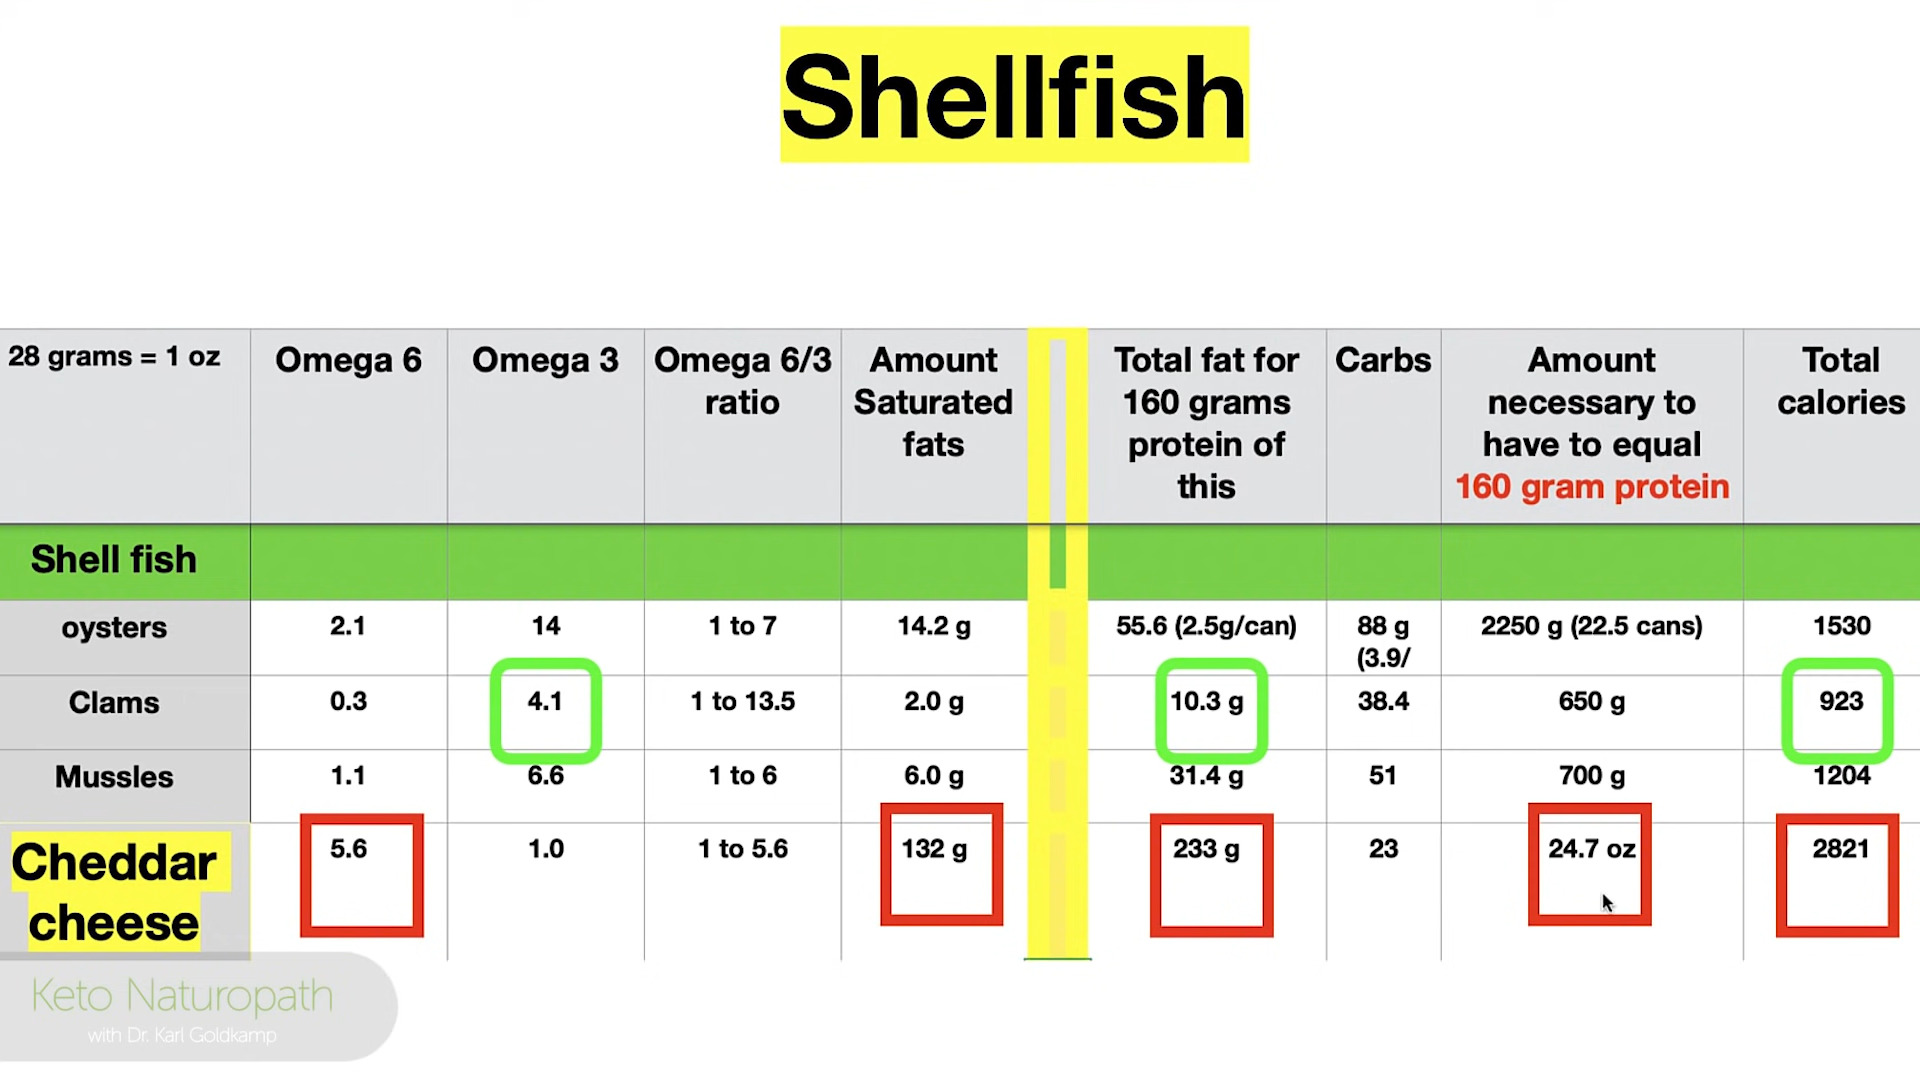 Shellfish
28 grams = 1 oz
Omega 6
Omega 3
Omega 6/3
ratio
Amount
Saturated
fats
Total fat for
160 grams
protein of
this
Carbs
Amount
necessary to
have to equal
160 gram protein
Total
calories
Shell fish
oysters
2.1
14
1 to 7
14.2 g
55.6 (2.5g/can)
88 g
(3.9/
2250 g (22.5 cans)
1530
Clams
0.3
4.1
1 to 13.5
2.0 g
10.3 g
38.4
650 g
923
Mussles
1.1
6.6
1 to 6
6.0 g
31.4 g
51
700 g
1204
Cheddar
cheese
5.6
1.0
1 to 5.6
132 g
233 g
23
24.7 oz
2821
Keto Naturopath
with Dr. Karl Goldkamp